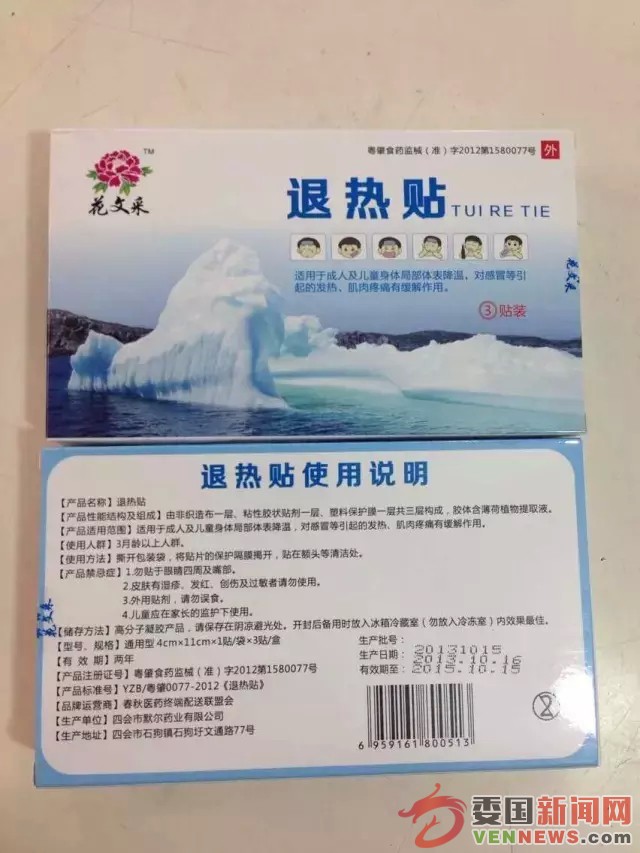 TM
花文采
粤肇食药监械（准）字2012第1580077号 外
退热贴 TUI RE TIE
适用于成人及儿童身体局部体表降温，对感冒等引
起的发热、肌肉疼痛有缓解作用。
③贴装
花文采
退热贴使用说明
【产品名称】退热贴
【产品性能结构及组成】由非织造布一层、粘性胶状贴剂一层、塑料保护膜一层共三层构成，胶体含薄荷植物提取液。
【产品适用范围】适用于成人及儿童身体局部体表降温，对感冒等引起的发热、肌肉疼痛有缓解作用。
【使用人群】3月龄以上人群。
【使用方法】撕开包装袋，将贴片的保护隔膜揭开，贴在额头等清洁处。
【产品禁忌症】1.勿贴于眼睛四周及嘴部。
2.皮肤有湿疹、发红、创伤及过敏者请勿使用。
3.外用贴剂，请勿误食。
4.儿童应在家长的监护下使用。
【储存方法】高分子凝胶产品，请保存在阴凉避光处。开封后备用时放入冰箱冷藏室（勿放入冷冻室）内效果最佳。
【型号、规格】通用型4cm×11cm×1贴/袋×3贴/盒
【有 效 期】两年
【产品注册证号】粤肇食药监械（准）字2012第1580077号
【产品标准号】YZB/粤肇0077-2012《退热贴》
【品牌运营商】春秋医药终端配送联盟会
【生产单位】四会市默尔药业有限公司
【生产地址】四会市石狗镇石狗圩文通路77号
生产批号：20131015
生产日期：2013.10.16
有效期至：2015.10.15
6 959161 800513
花文采
委国新闻网
VENNEWS.com